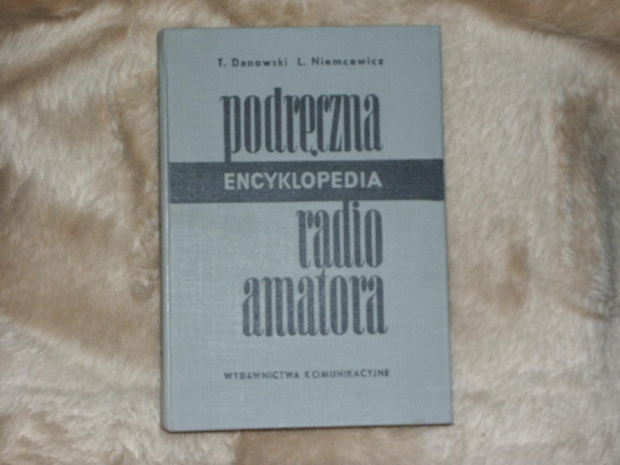 T. Danowski L. Niemcewicz
podręczna
ENCYKLOPEDIA
radio
amatora
WYDAWNICTWA KOMUNIKACYJNE